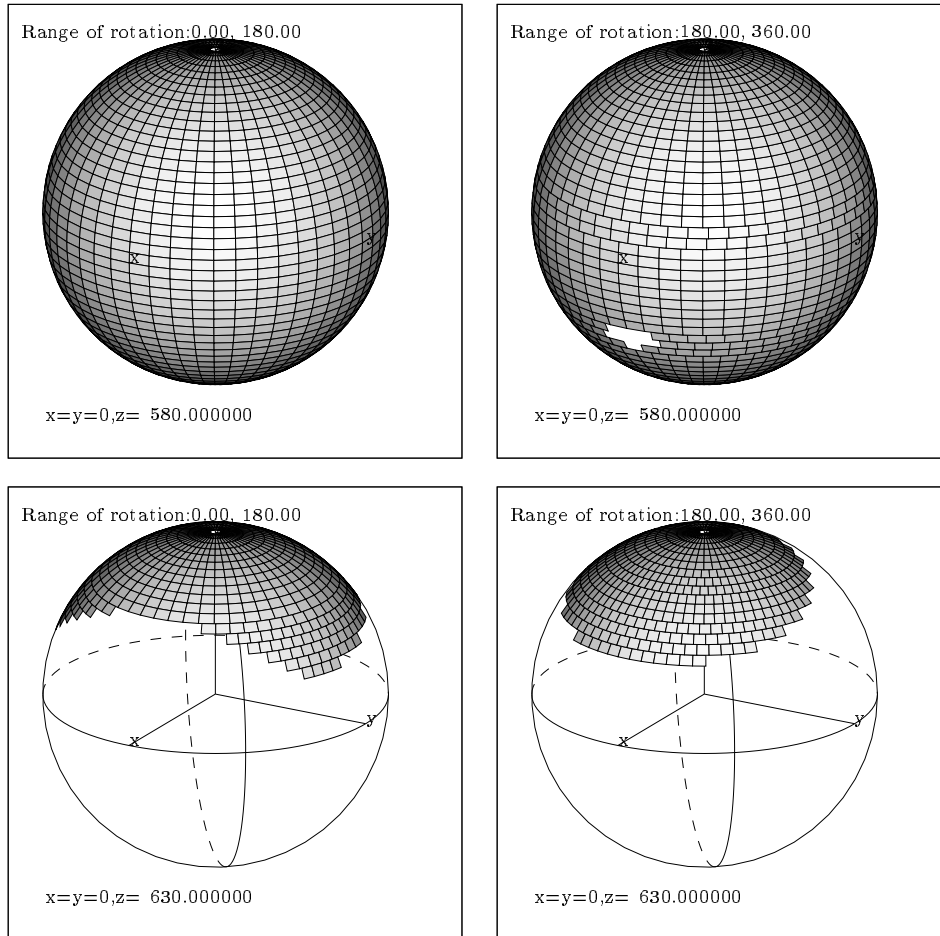 Range of rotation:0.00, 180.00
y
x
x=y=0,z= 580.000000
Range of rotation:180.00, 360.00
y
x
x=y=0,z= 580.000000
Range of rotation:0.00, 180.00
y
x
x=y=0,z= 630.000000
Range of rotation:180.00, 360.00
y
x
x=y=0,z= 630.000000